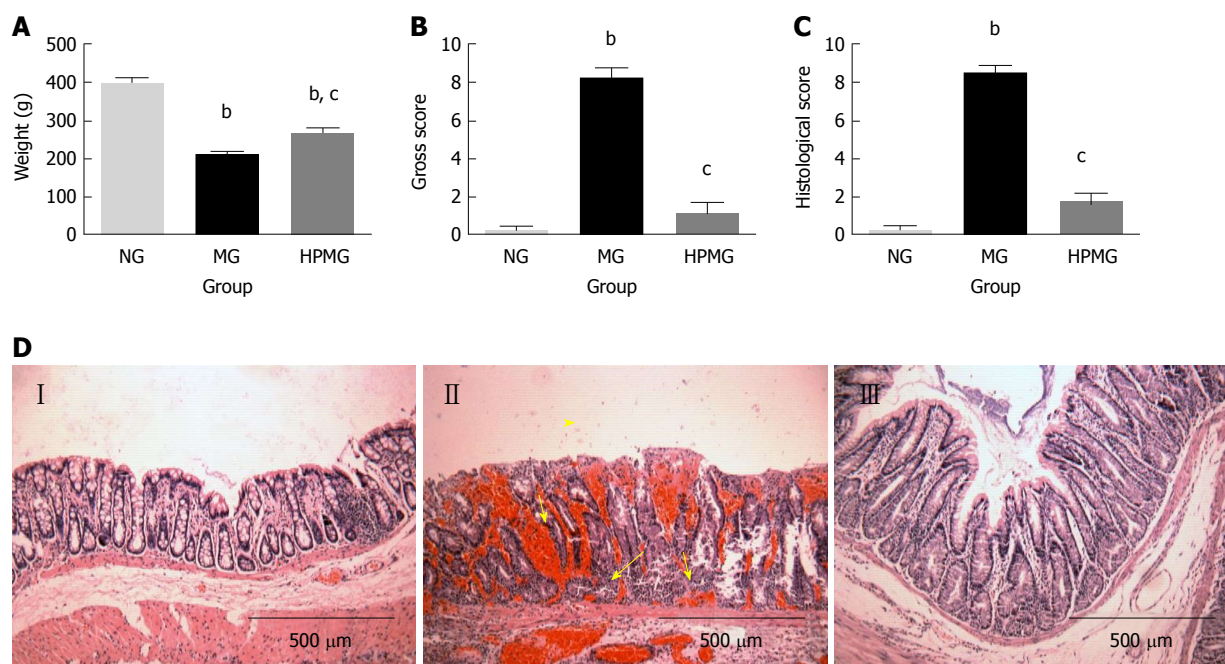 A
500
400
300
200
100
0
Weight (g)
b
b, c
NG
MG
HPMG
Group
B
10
8
6
4
2
0
Gross score
b
c
NG
MG
HPMG
Group
C
10
8
6
4
2
0
Histological score
b
c
NG
MG
HPMG
Group
D
Ⅰ
500 μm
Ⅱ
500 μm
Ⅲ
500 μm